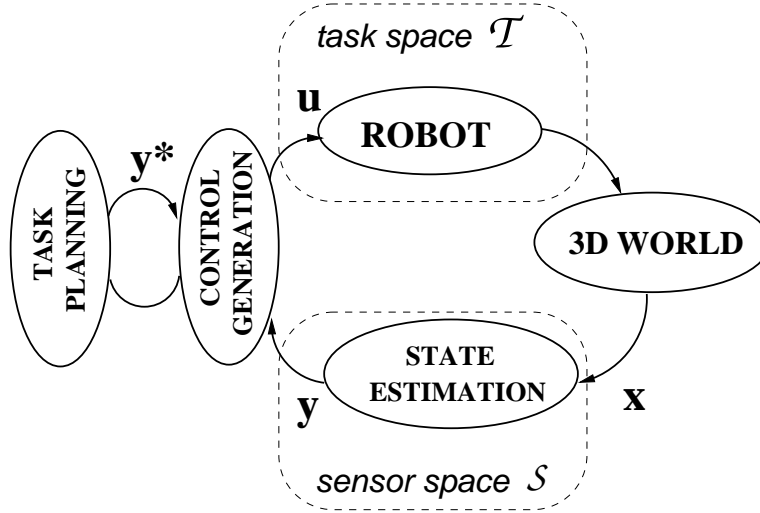 task space 𝒯
u
ROBOT
y*
TASK
PLANNING
CONTROL
GENERATION
3D WORLD
STATE
ESTIMATION
y
x
sensor space 𝒮